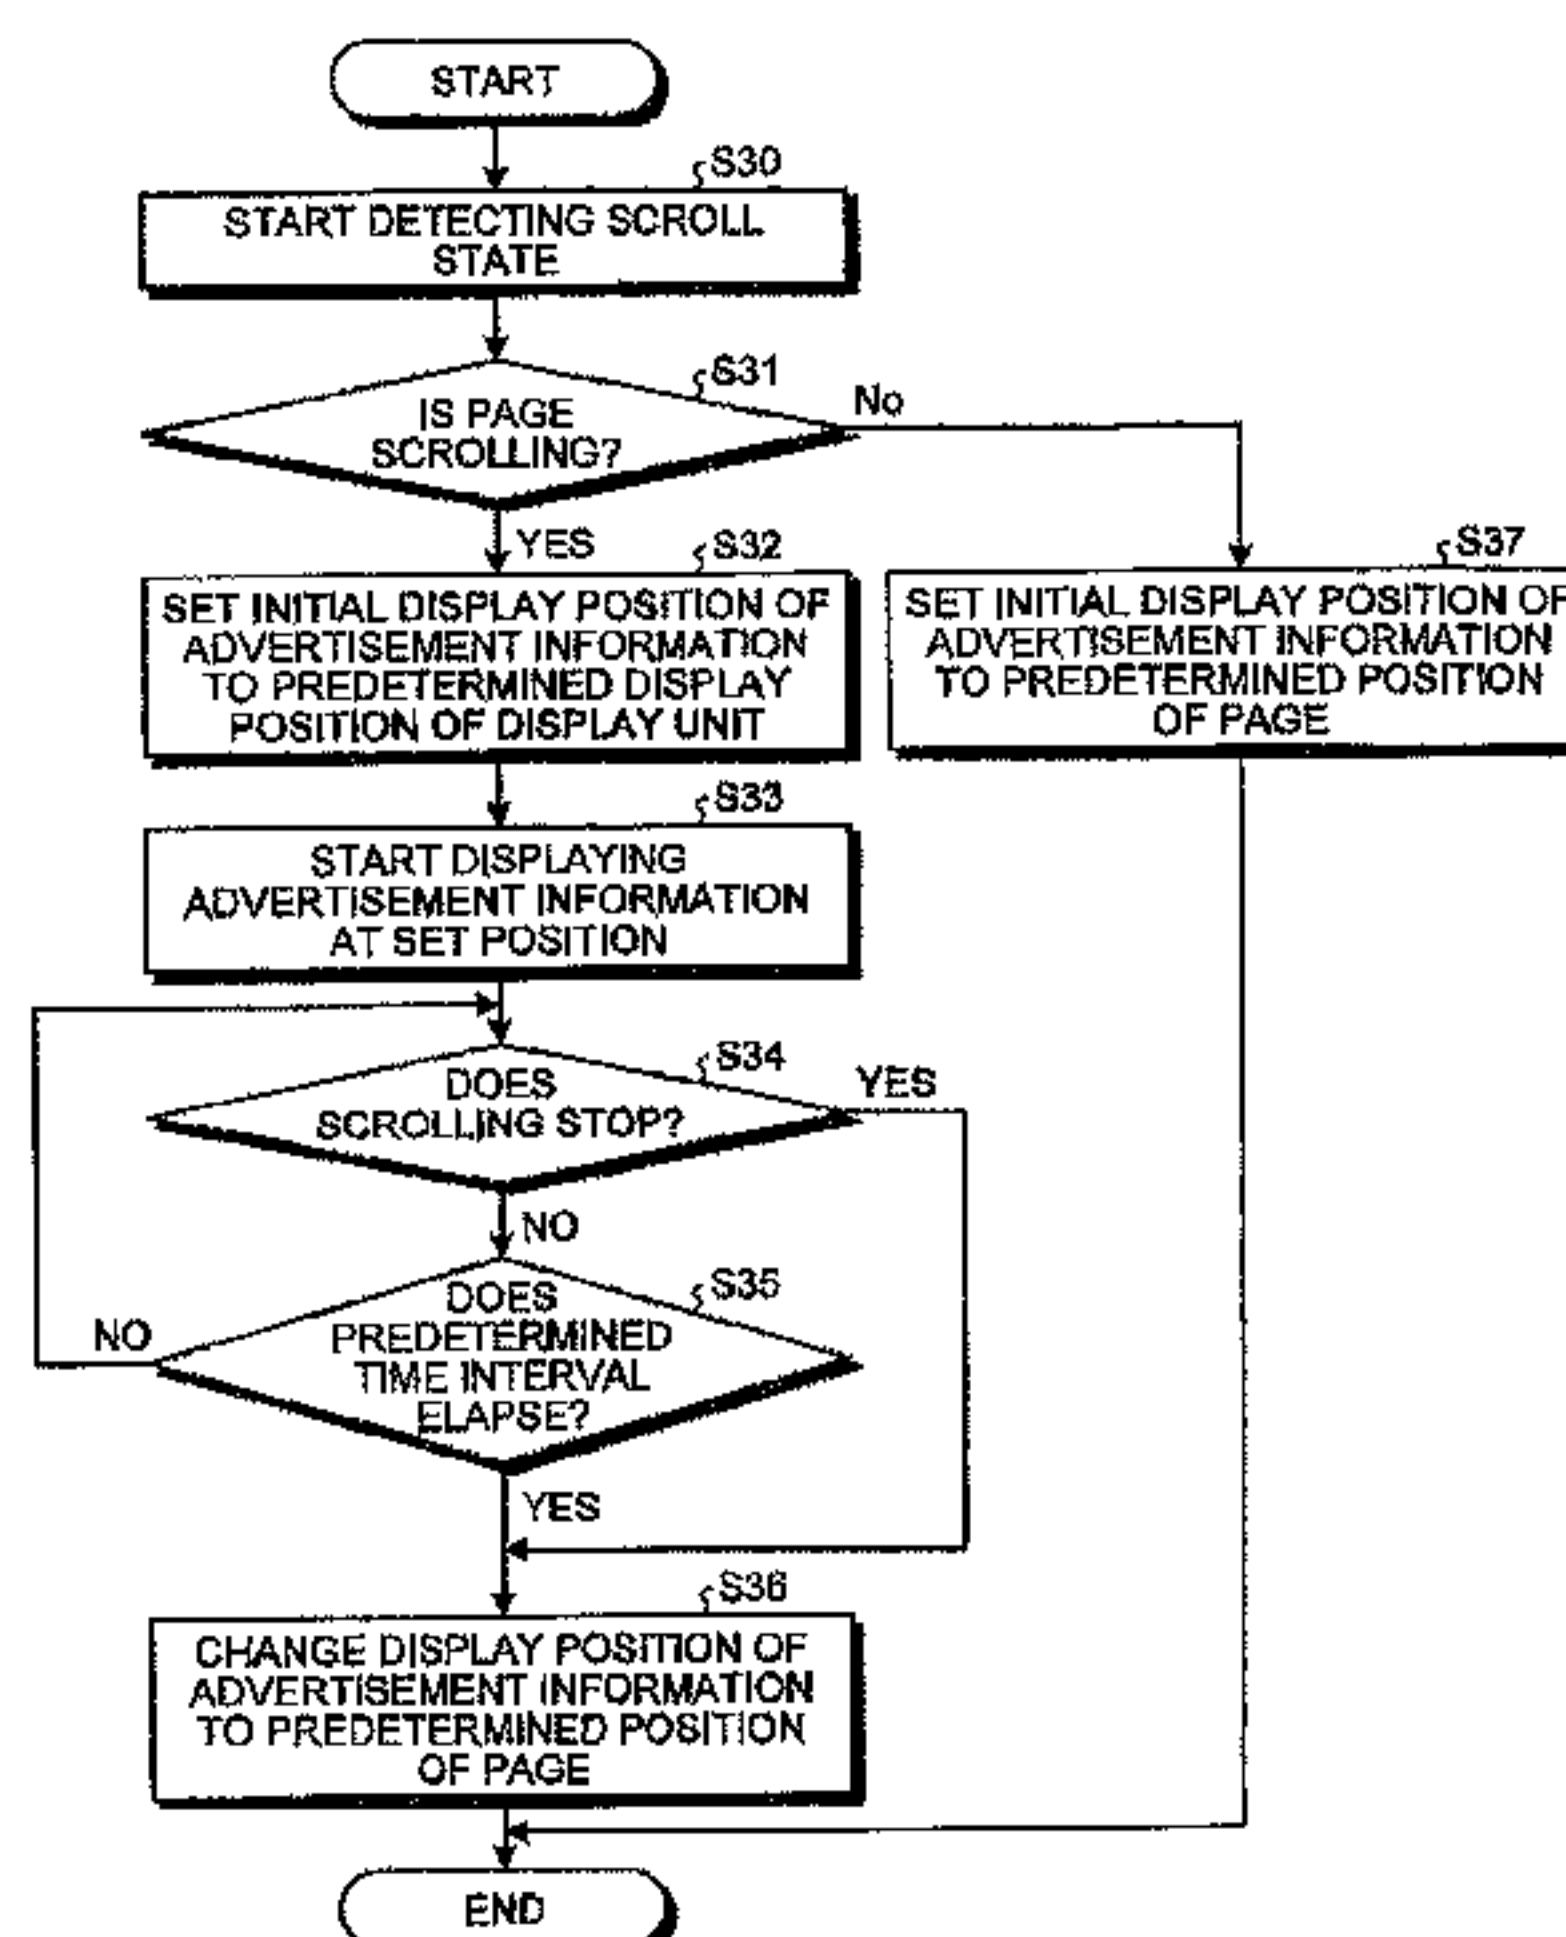 START
S30
START DETECTING SCROLL
STATE
S31
IS PAGE
SCROLLING?
No
YES
S32
SET INITIAL DISPLAY POSITION OF
ADVERTISEMENT INFORMATION
TO PREDETERMINED DISPLAY
POSITION OF DISPLAY UNIT
S37
SET INITIAL DISPLAY POSITION OF
ADVERTISEMENT INFORMATION
TO PREDETERMINED POSITION
OF PAGE
S33
START DISPLAYING
ADVERTISEMENT INFORMATION
AT SET POSITION
S34
DOES
SCROLLING STOP?
YES
NO
S35
DOES
PREDETERMINED
TIME INTERVAL
ELAPSE?
NO
YES
S36
CHANGE DISPLAY POSITION OF
ADVERTISEMENT INFORMATION
TO PREDETERMINED POSITION
OF PAGE
END